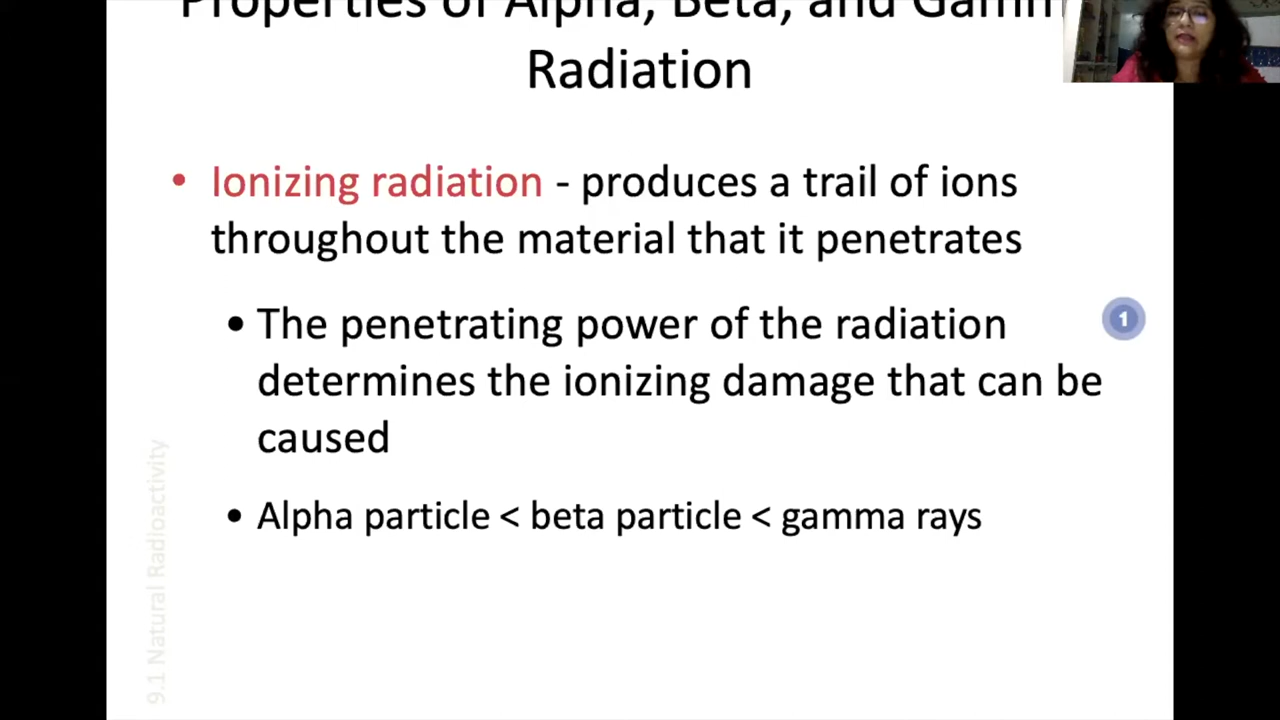 Properties of Alpha, Beta, and Gamm
Radiation
• Ionizing radiation - produces a trail of ions
throughout the material that it penetrates
• The penetrating power of the radiation
determines the ionizing damage that can be
caused
• Alpha particle < beta particle < gamma rays
1
9.1 Natural Radioactivity